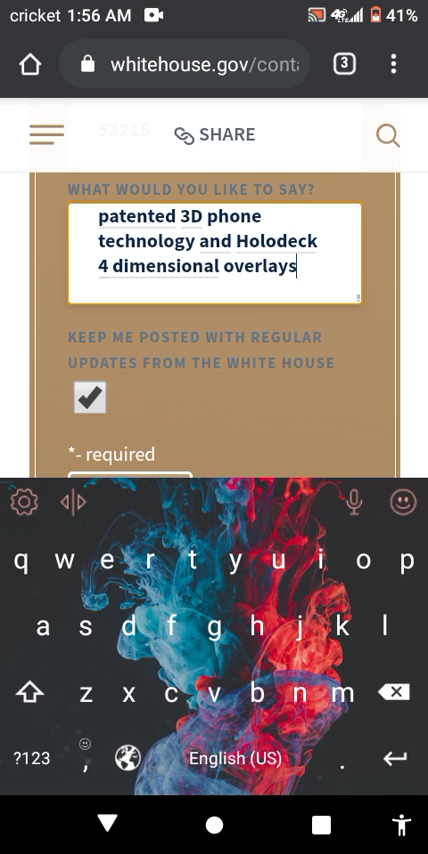 cricket 1:56 AM 4G LTE 41%
whitehouse.gov/conta
3
53215
SHARE
WHAT WOULD YOU LIKE TO SAY?
patented 3D phone
technology and Holodeck
4 dimensional overlays
KEEP ME POSTED WITH REGULAR
UPDATES FROM THE WHITE HOUSE
*- required
q w e r t y u i o p
a s d f g h j k l
z x c v b n m
?123 , English (US) .